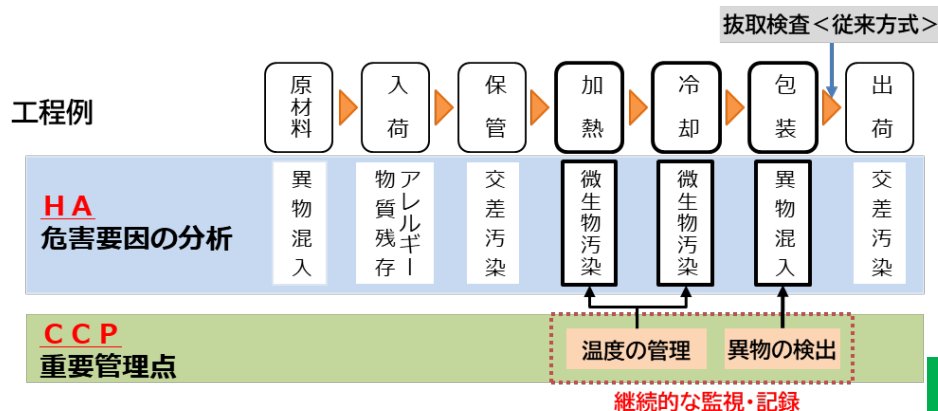 抜取検査＜従来方式＞
工程例
原材料
入荷
保管
加熱
冷却
包装
出荷
HA
危害要因の分析
異物混入
アレルギー
物質残存
交差汚染
微生物汚染
微生物汚染
異物混入
交差汚染
CCP
重要管理点
温度の管理
異物の検出
継続的な監視・記録